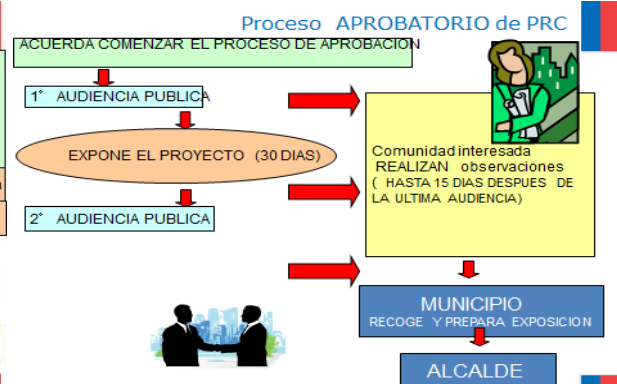 Proceso APROBATORIO de PRC
ACUERDA COMENZAR EL PROCESO DE APROBACION
1° AUDIENCIA PUBLICA
EXPONE EL PROYECTO (30 DIAS)
2° AUDIENCIA PUBLICA
Comunidad interesada
REALIZAN observaciones
( HASTA 15 DIAS DESPUES DE
LA ULTIMA AUDIENCIA)
MUNICIPIO
RECOGE Y PREPARA EXPOSICION
ALCALDE